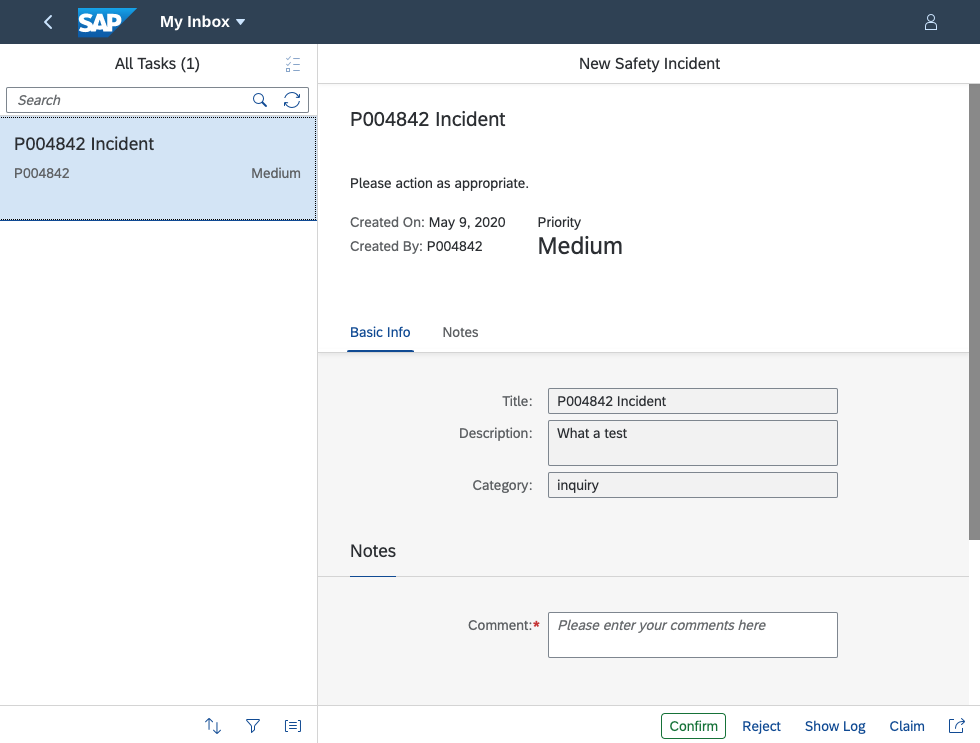 SAP My Inbox
All Tasks (1)
Search
P004842 Incident
P004842 Medium
New Safety Incident
P004842 Incident
Please action as appropriate.
Created On: May 9, 2020 Priority
Created By: P004842 Medium
Basic Info Notes
Title: P004842 Incident
Description: What a test
Category: inquiry
Notes
Comment:* Please enter your comments here
Confirm Reject Show Log Claim